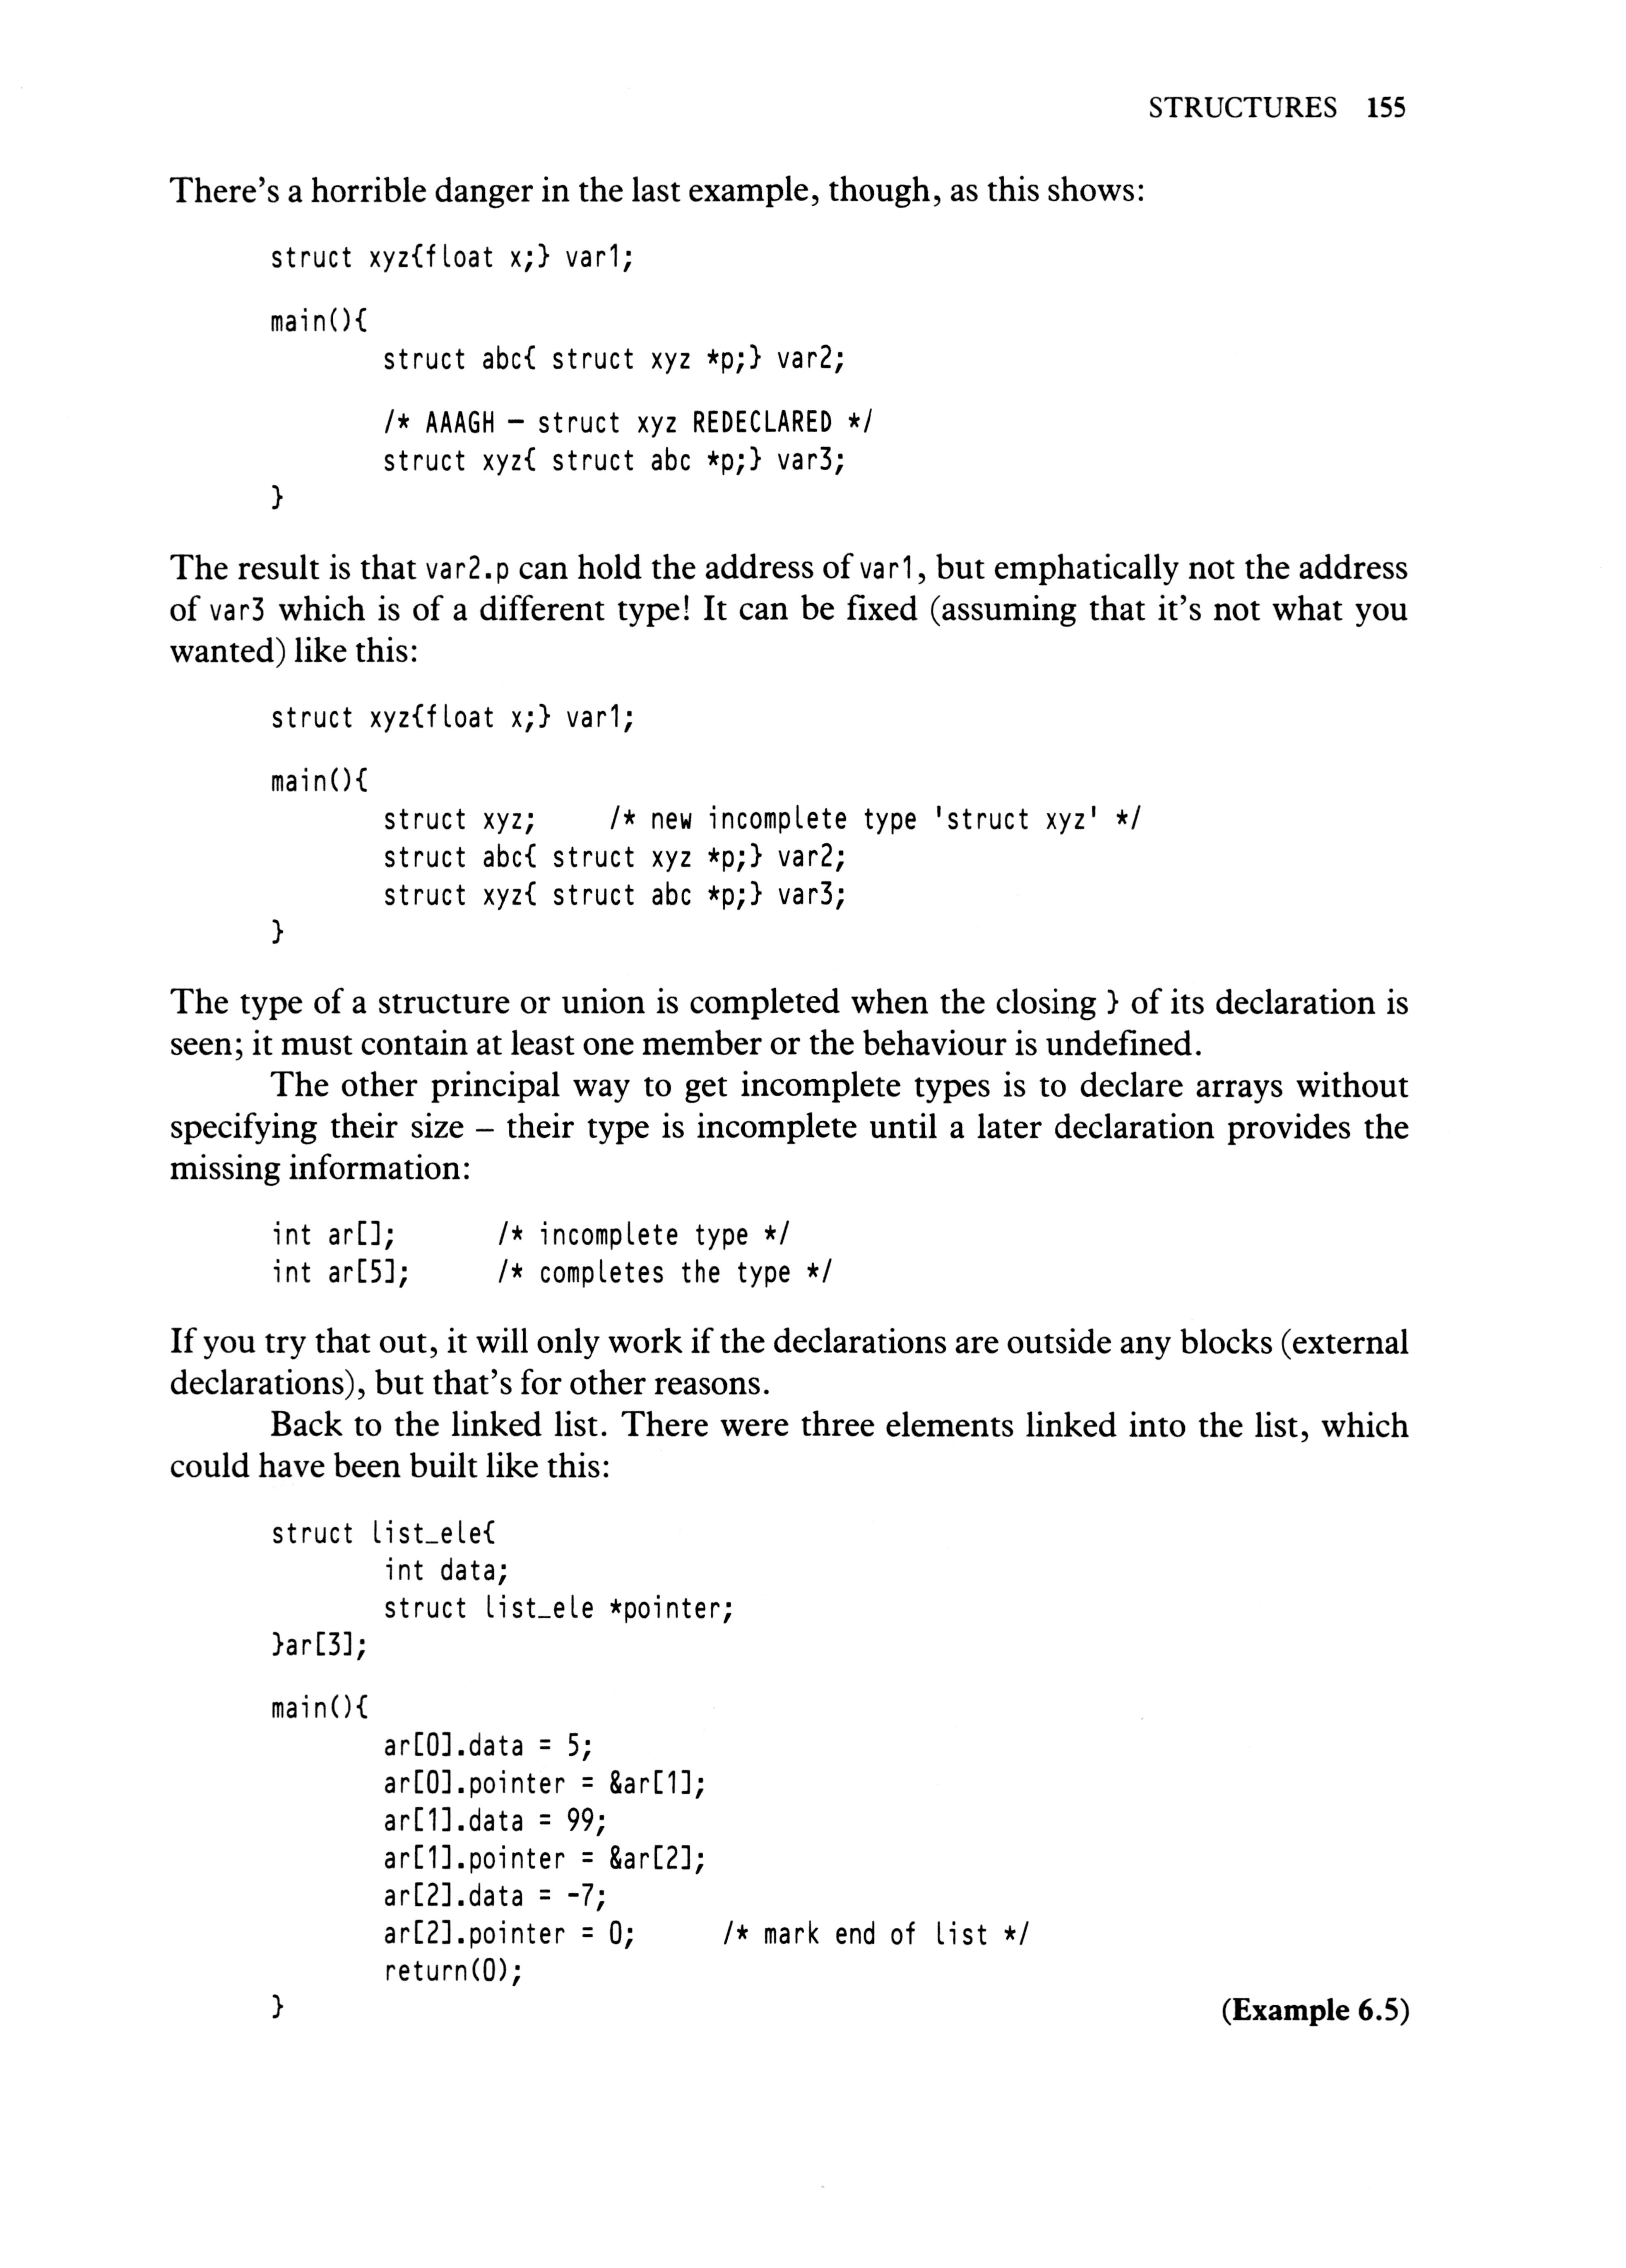 STRUCTURES 155
There's a horrible danger in the last example, though, as this shows:
struct xyz{float x;} var1;
main(){
struct abc{ struct xyz *p;} var2;
/* AAAGH – struct xyz REDECLARED */
struct xyz{ struct abc *p;} var3;
}
The result is that var2.p can hold the address of var1, but emphatically not the address
of var3 which is of a different type! It can be fixed (assuming that it's not what you
wanted) like this:
struct xyz{float x;} var1;
main(){
struct xyz; /* new incomplete type 'struct xyz' */
struct abc{ struct xyz *p;} var2;
struct xyz{ struct abc *p;} var3;
}
The type of a structure or union is completed when the closing } of its declaration is
seen; it must contain at least one member or the behaviour is undefined.
The other principal way to get incomplete types is to declare arrays without
specifying their size – their type is incomplete until a later declaration provides the
missing information:
int ar[]; /* incomplete type */
int ar[5]; /* completes the type */
If you try that out, it will only work if the declarations are outside any blocks (external
declarations), but that's for other reasons.
Back to the linked list. There were three elements linked into the list, which
could have been built like this:
struct list_ele{
int data;
struct list_ele *pointer;
}ar[3];
main(){
ar[0].data = 5;
ar[0].pointer = &ar[1];
ar[1].data = 99;
ar[1].pointer = &ar[2];
ar[2].data = -7;
ar[2].pointer = 0; /* mark end of list */
return(0);
}
(Example 6.5)